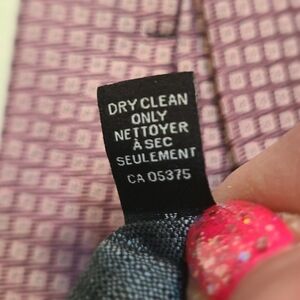 DRY CLEAN
ONLY
NETTOYER
À SEC
SEULEMENT
CA 05375